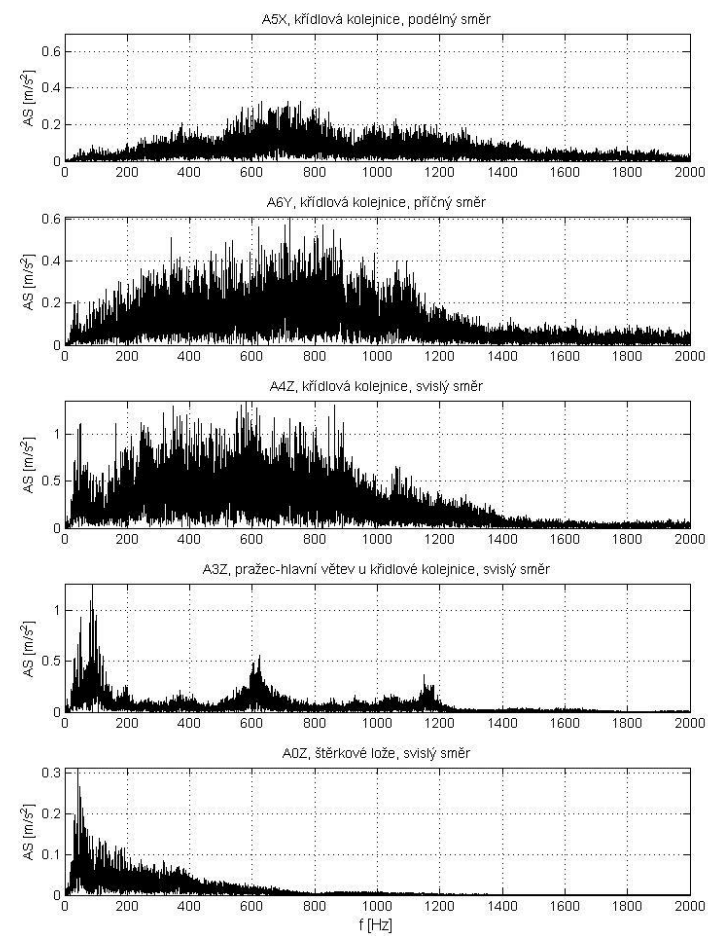 A5X, křídlová kolejnice, podélný směr
AS [m/s²]
0.6
0.4
0.2
0
0 200 400 600 800 1000 1200 1400 1600 1800 2000
A6Y, křídlová kolejnice, příčný směr
AS [m/s²]
0.6
0.4
0.2
0
0 200 400 600 800 1000 1200 1400 1600 1800 2000
A4Z, křídlová kolejnice, svislý směr
AS [m/s²]
1
0.5
0
0 200 400 600 800 1000 1200 1400 1600 1800 2000
A3Z, pražec-hlavní větev u křidlové kolejnice, svislý směr
AS [m/s²]
1
0.5
0
0 200 400 600 800 1000 1200 1400 1600 1800 2000
A0Z, štěrkové lože, svislý směr
AS [m/s²]
0.3
0.2
0.1
0
0 200 400 600 800 1000 1200 1400 1600 1800 2000
f [Hz]